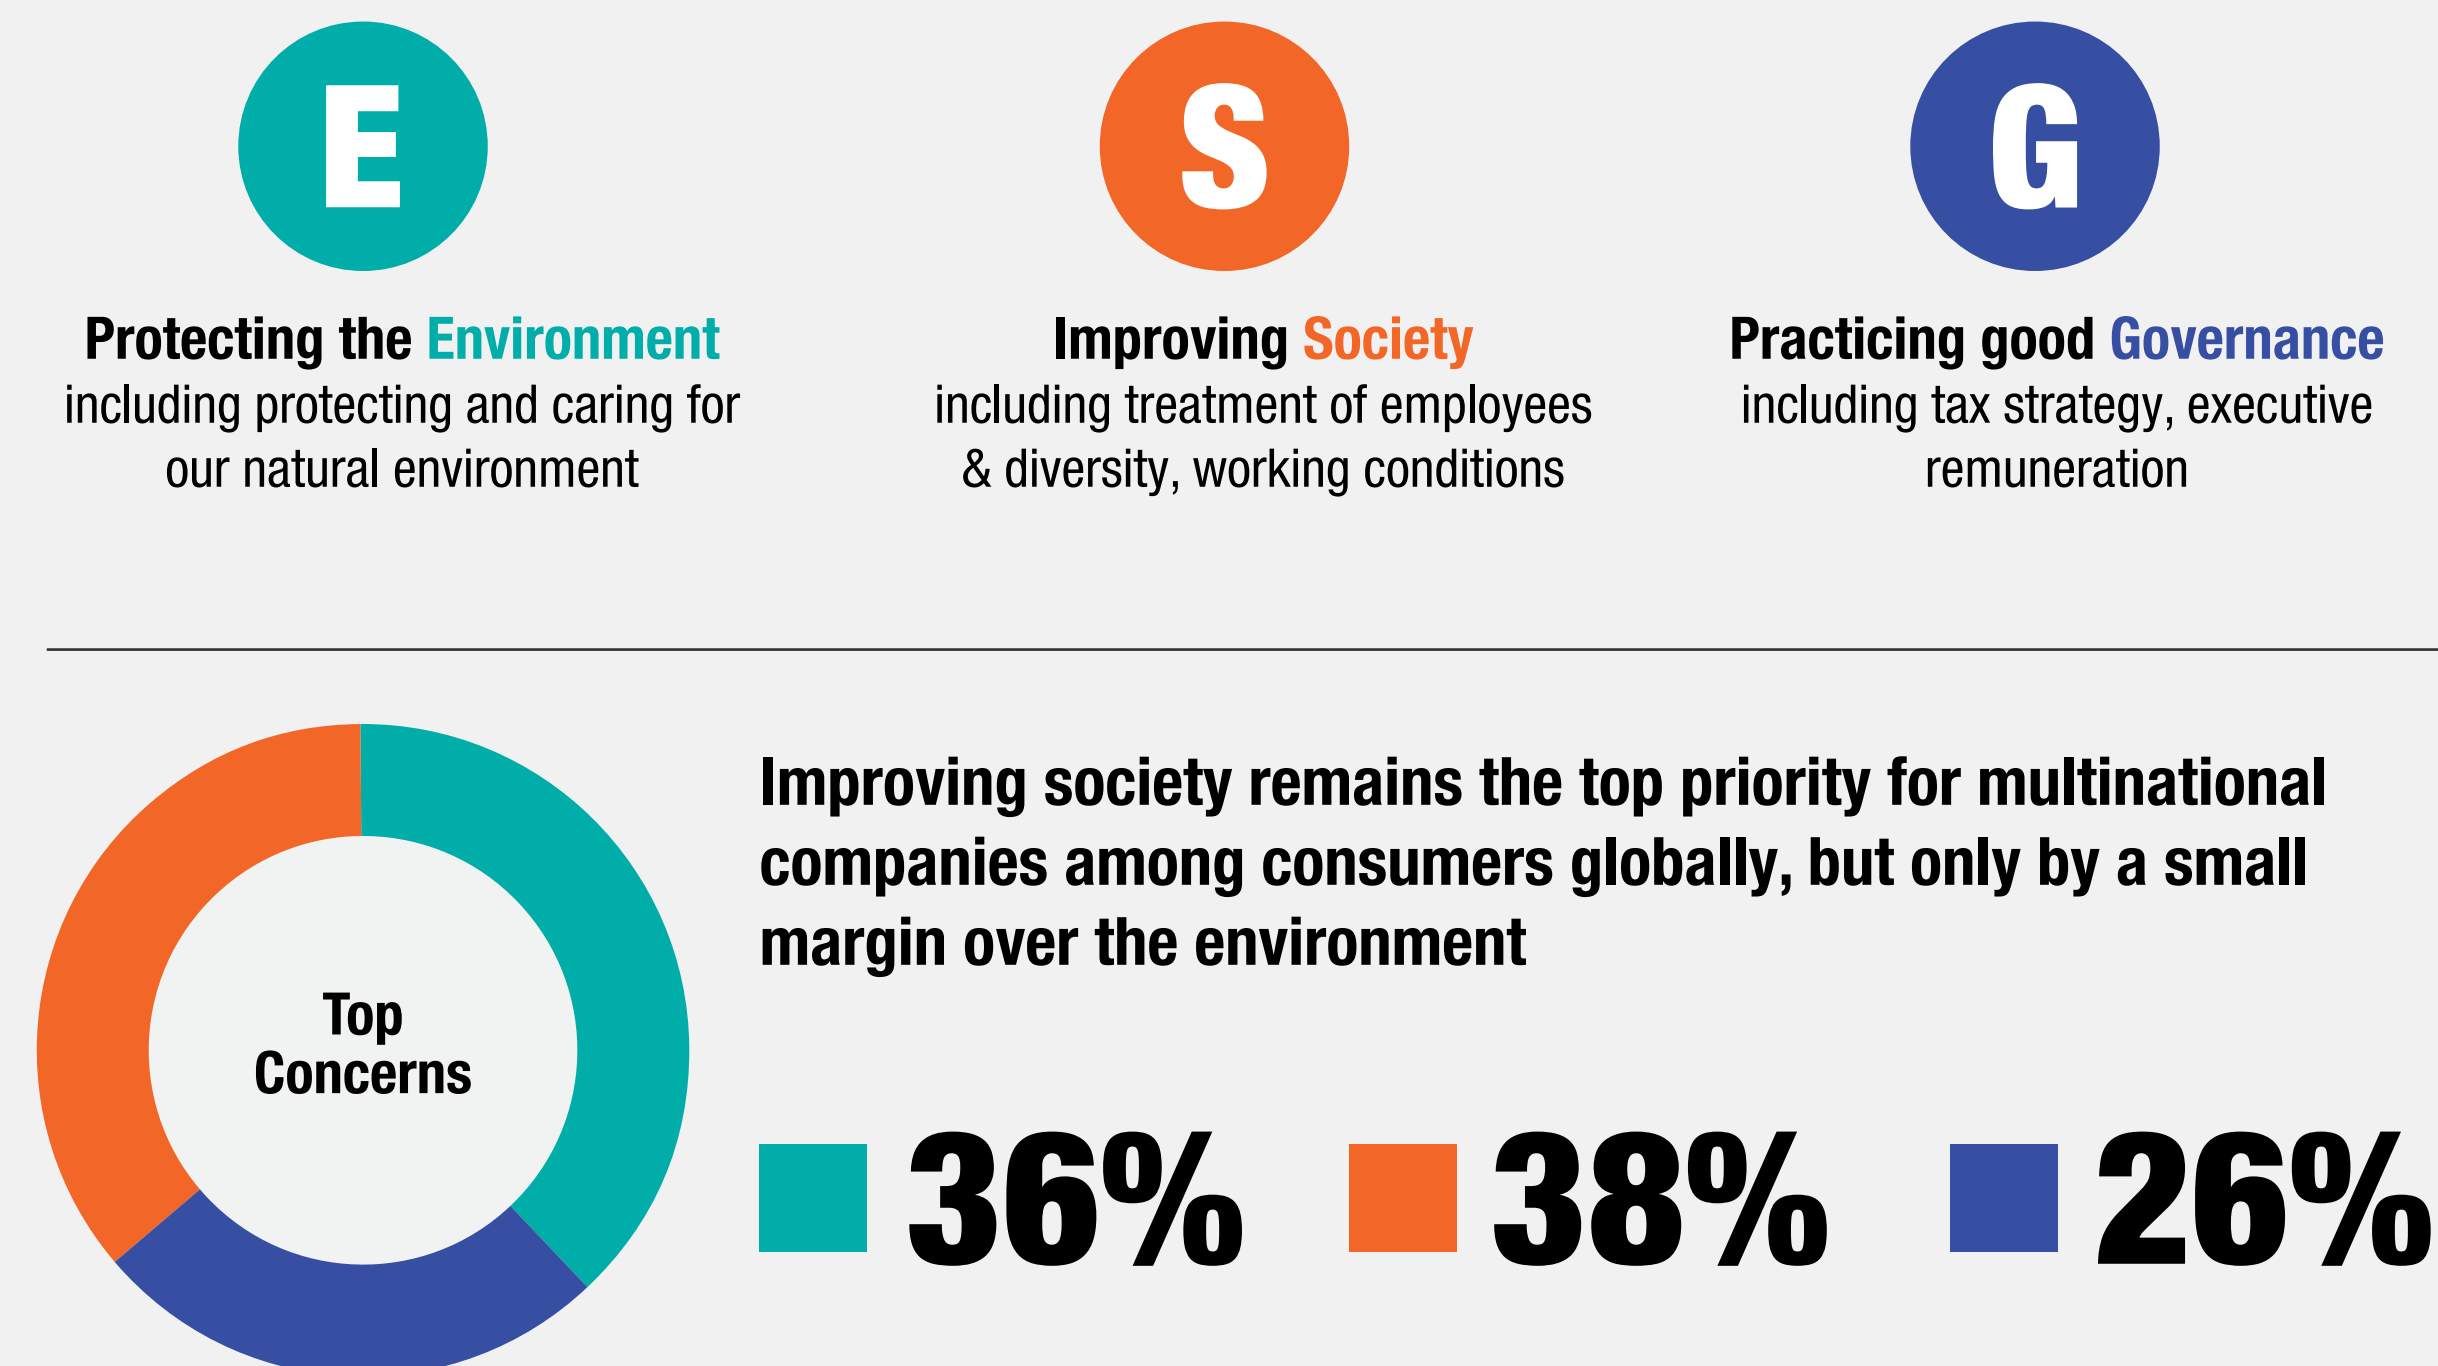 E
S
G
Protecting the Environment
including protecting and caring for
our natural environment
Improving Society
including treatment of employees
& diversity, working conditions
Practicing good Governance
including tax strategy, executive
remuneration
Top
Concerns
Improving society remains the top priority for multinational
companies among consumers globally, but only by a small
margin over the environment
36%
38%
26%